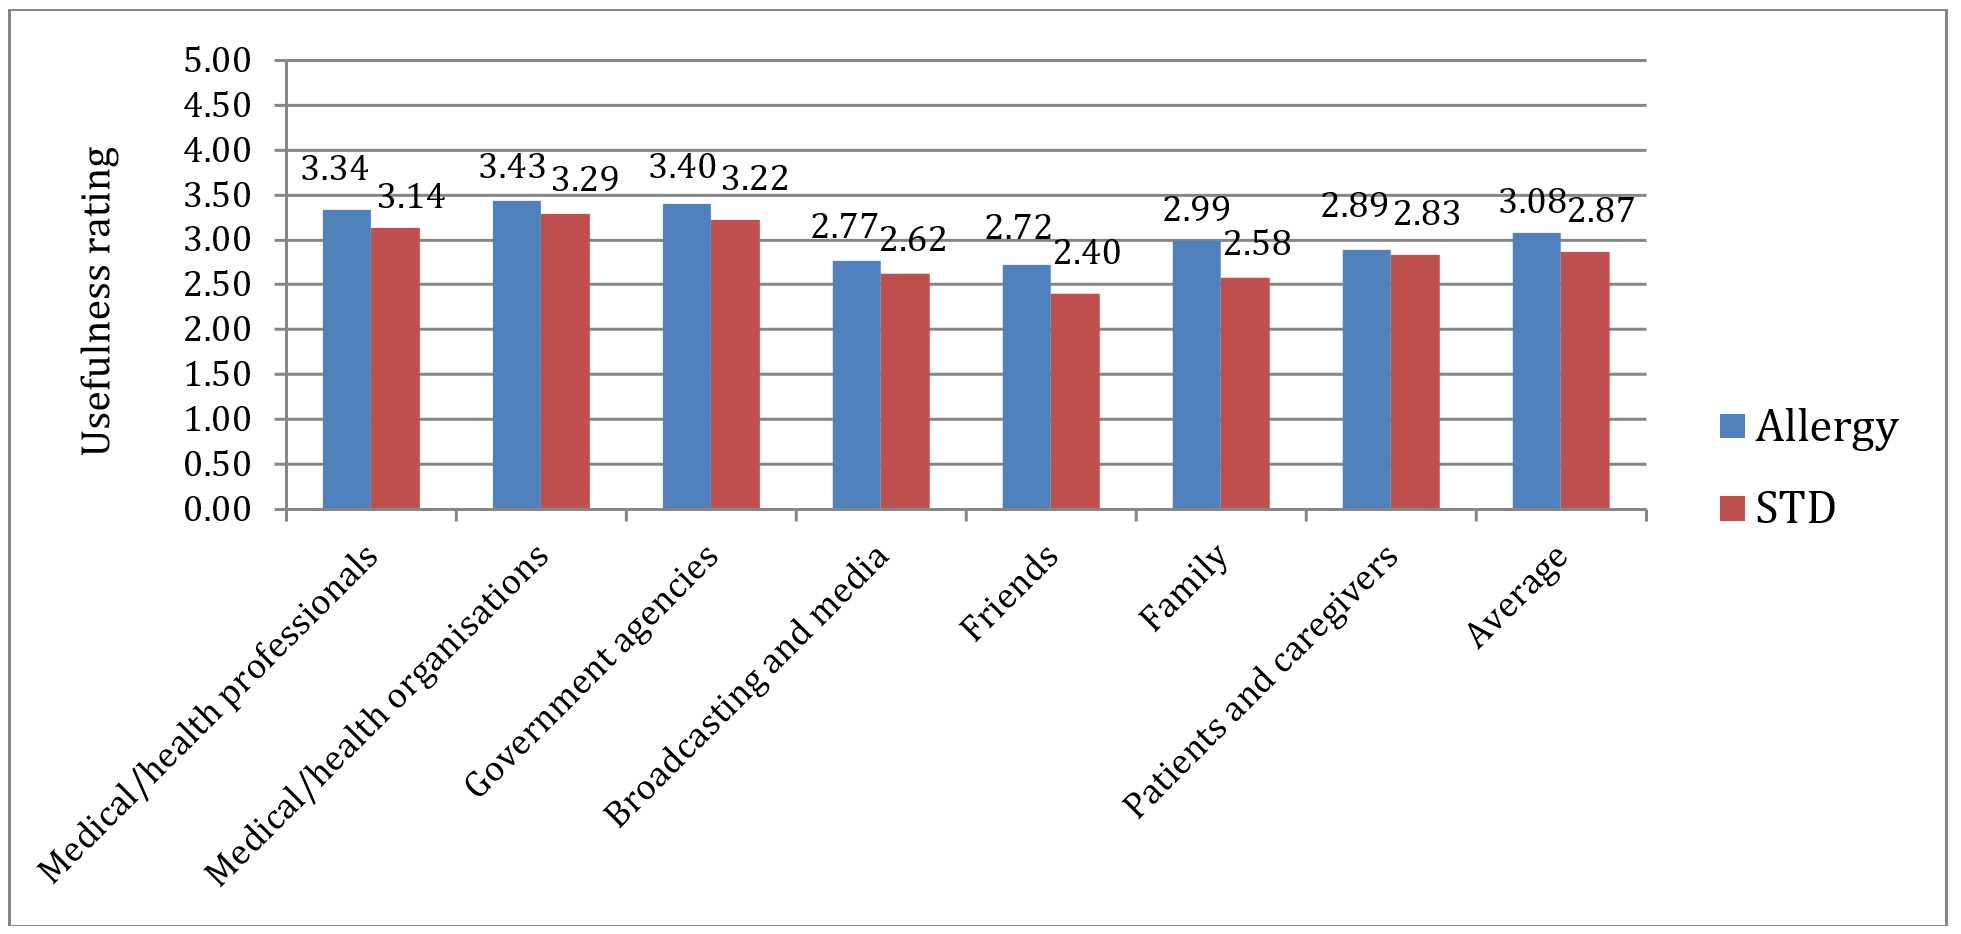 Usefulness rating
5.00
4.50
4.00
3.50
3.00
2.50
2.00
1.50
1.00
0.50
0.00
3.34
3.14
3.43
3.29
3.40
3.22
2.77
2.62
2.72
2.40
2.99
2.58
2.89
2.83
3.08
2.87
Medical/health professionals
Medical/health organisations
Government agencies
Broadcasting and media
Friends
Family
Patients and caregivers
Average
Allergy
STD